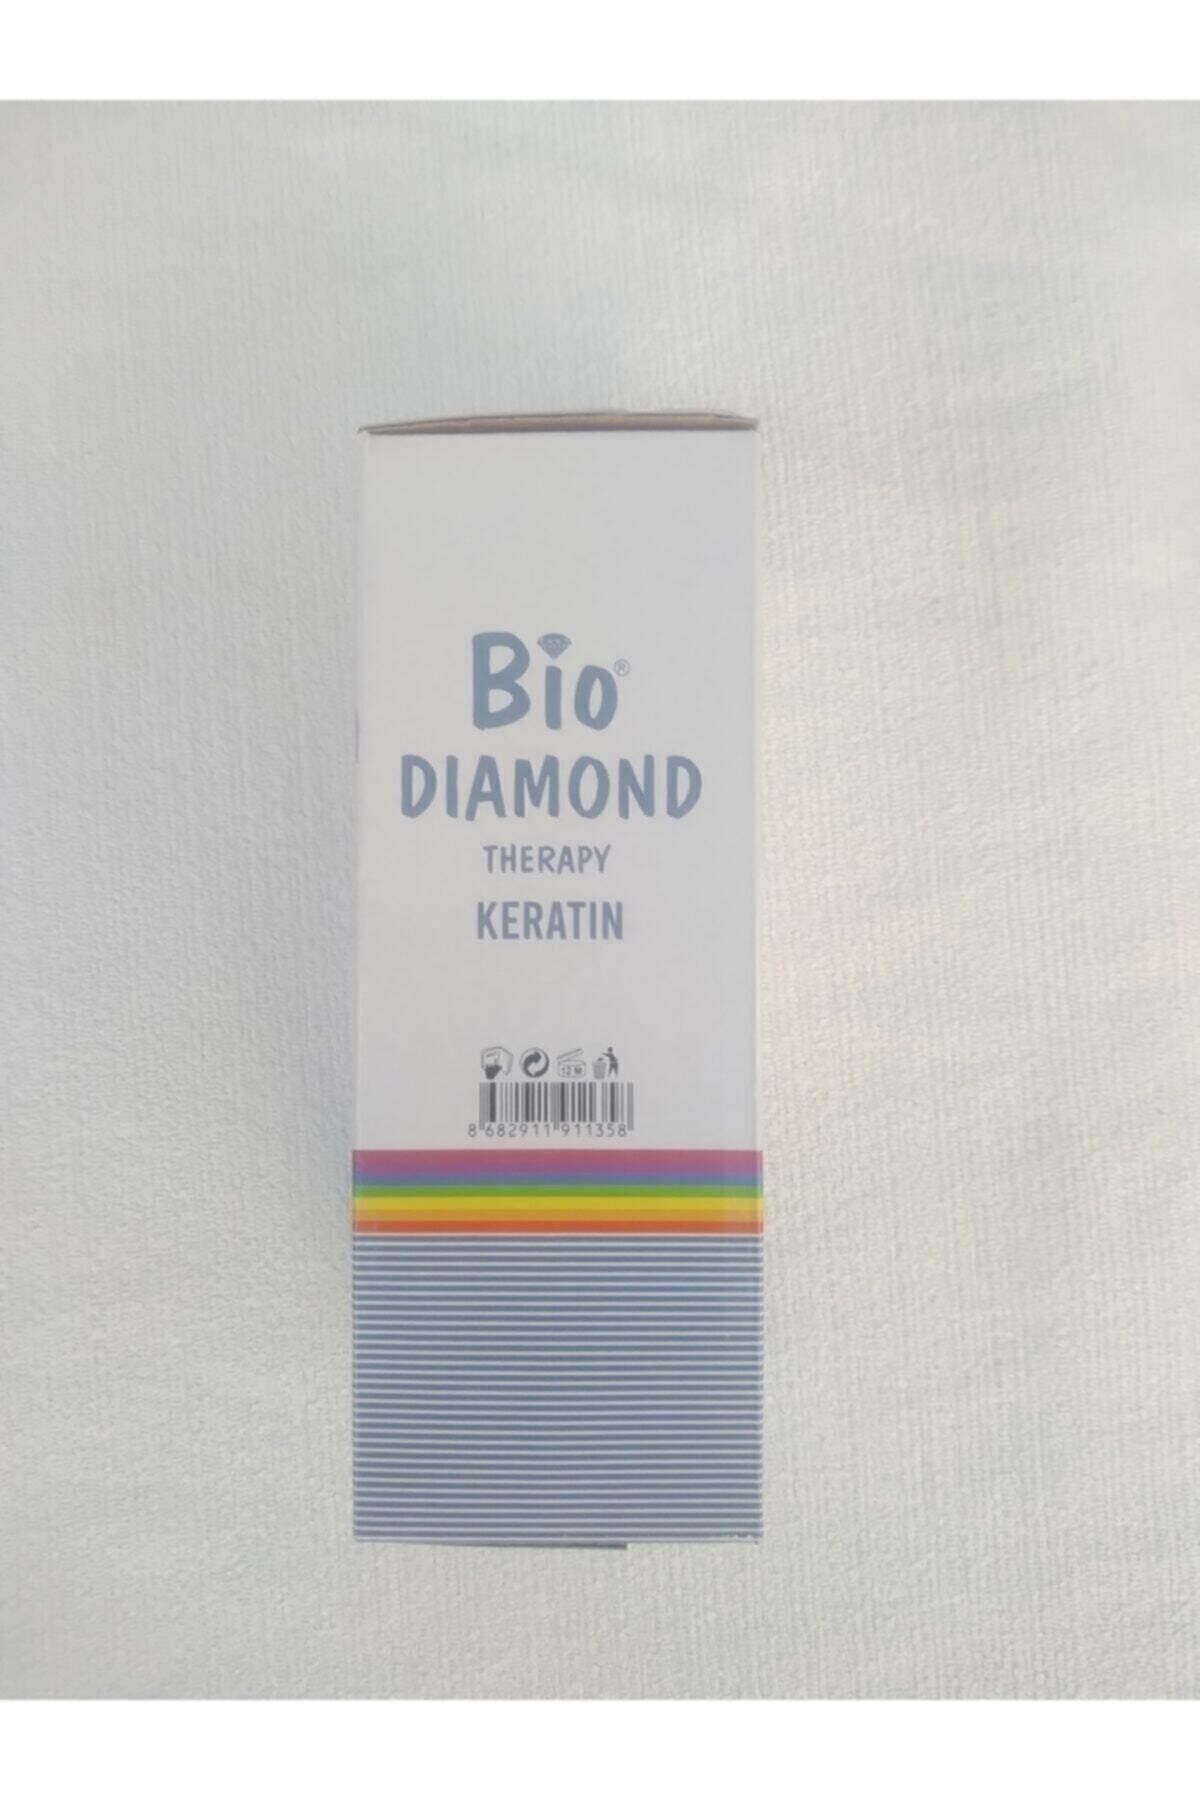 Bio®
DIAMOND
THERAPY
KERATIN
12 M
8 682911 911358